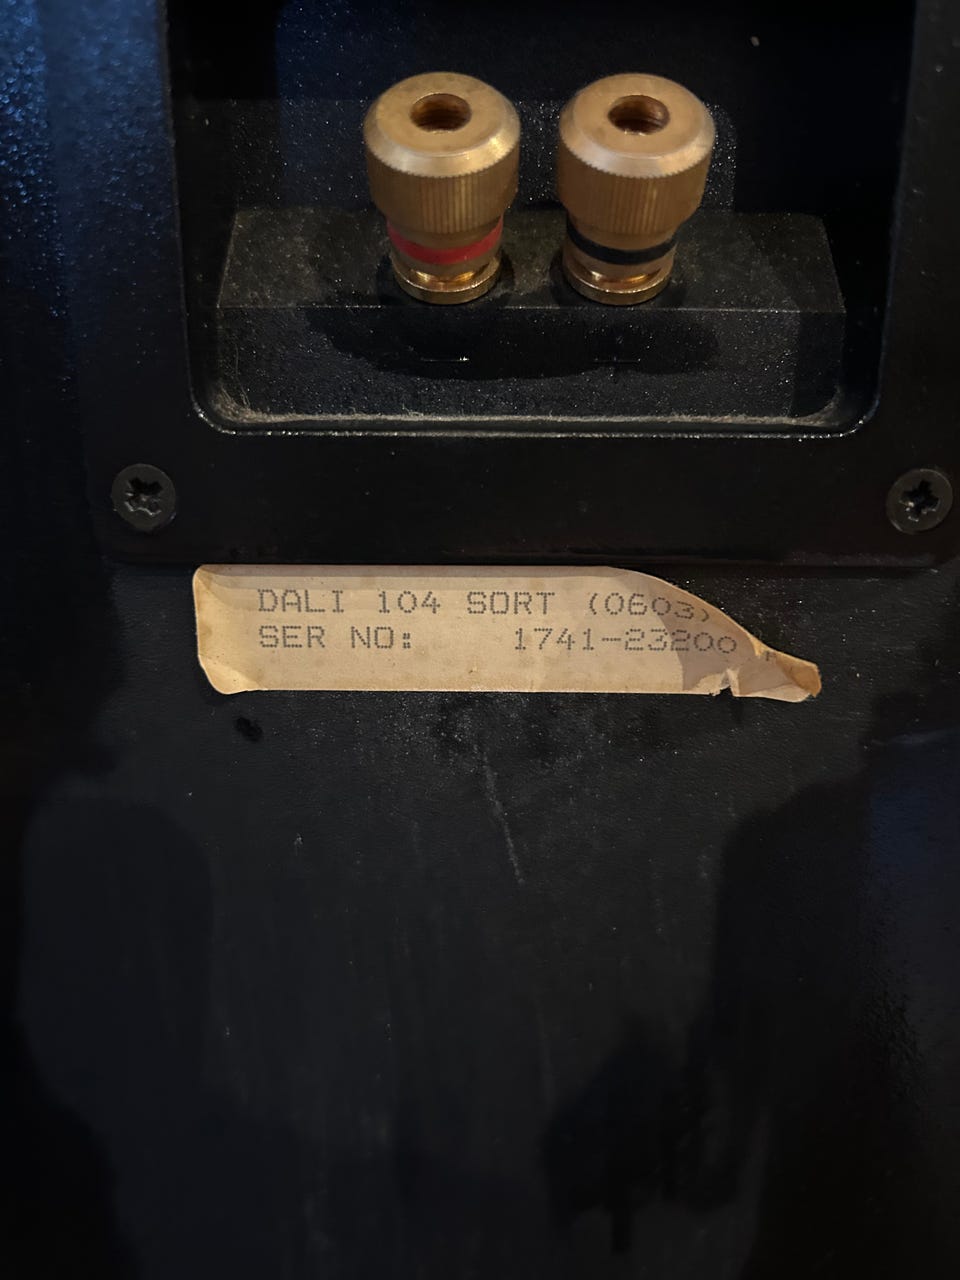 DALI 104 SORT (0603)
SER NO: 1741-23200